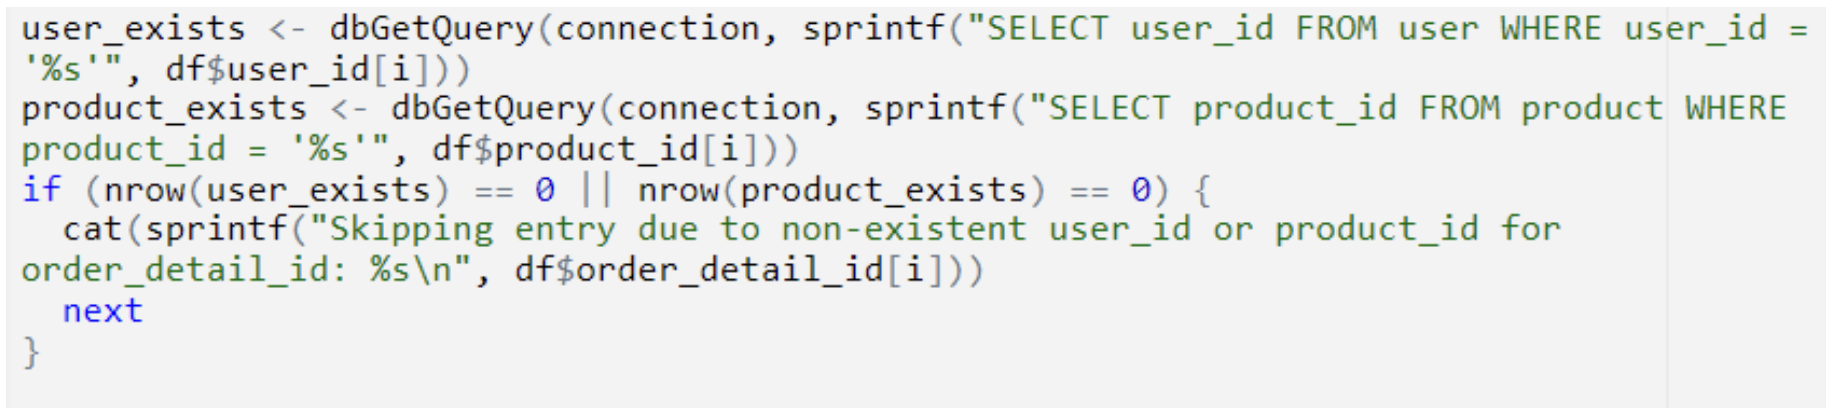 user_exists <- dbGetQuery(connection, sprintf("SELECT user_id FROM user WHERE user_id =
'%s'", df$user_id[i]))
product_exists <- dbGetQuery(connection, sprintf("SELECT product_id FROM product WHERE
product_id = '%s'", df$product_id[i]))
if (nrow(user_exists) == 0 || nrow(product_exists) == 0) {
  cat(sprintf("Skipping entry due to non-existent user_id or product_id for
order_detail_id: %s\n", df$order_detail_id[i]))
  next
}